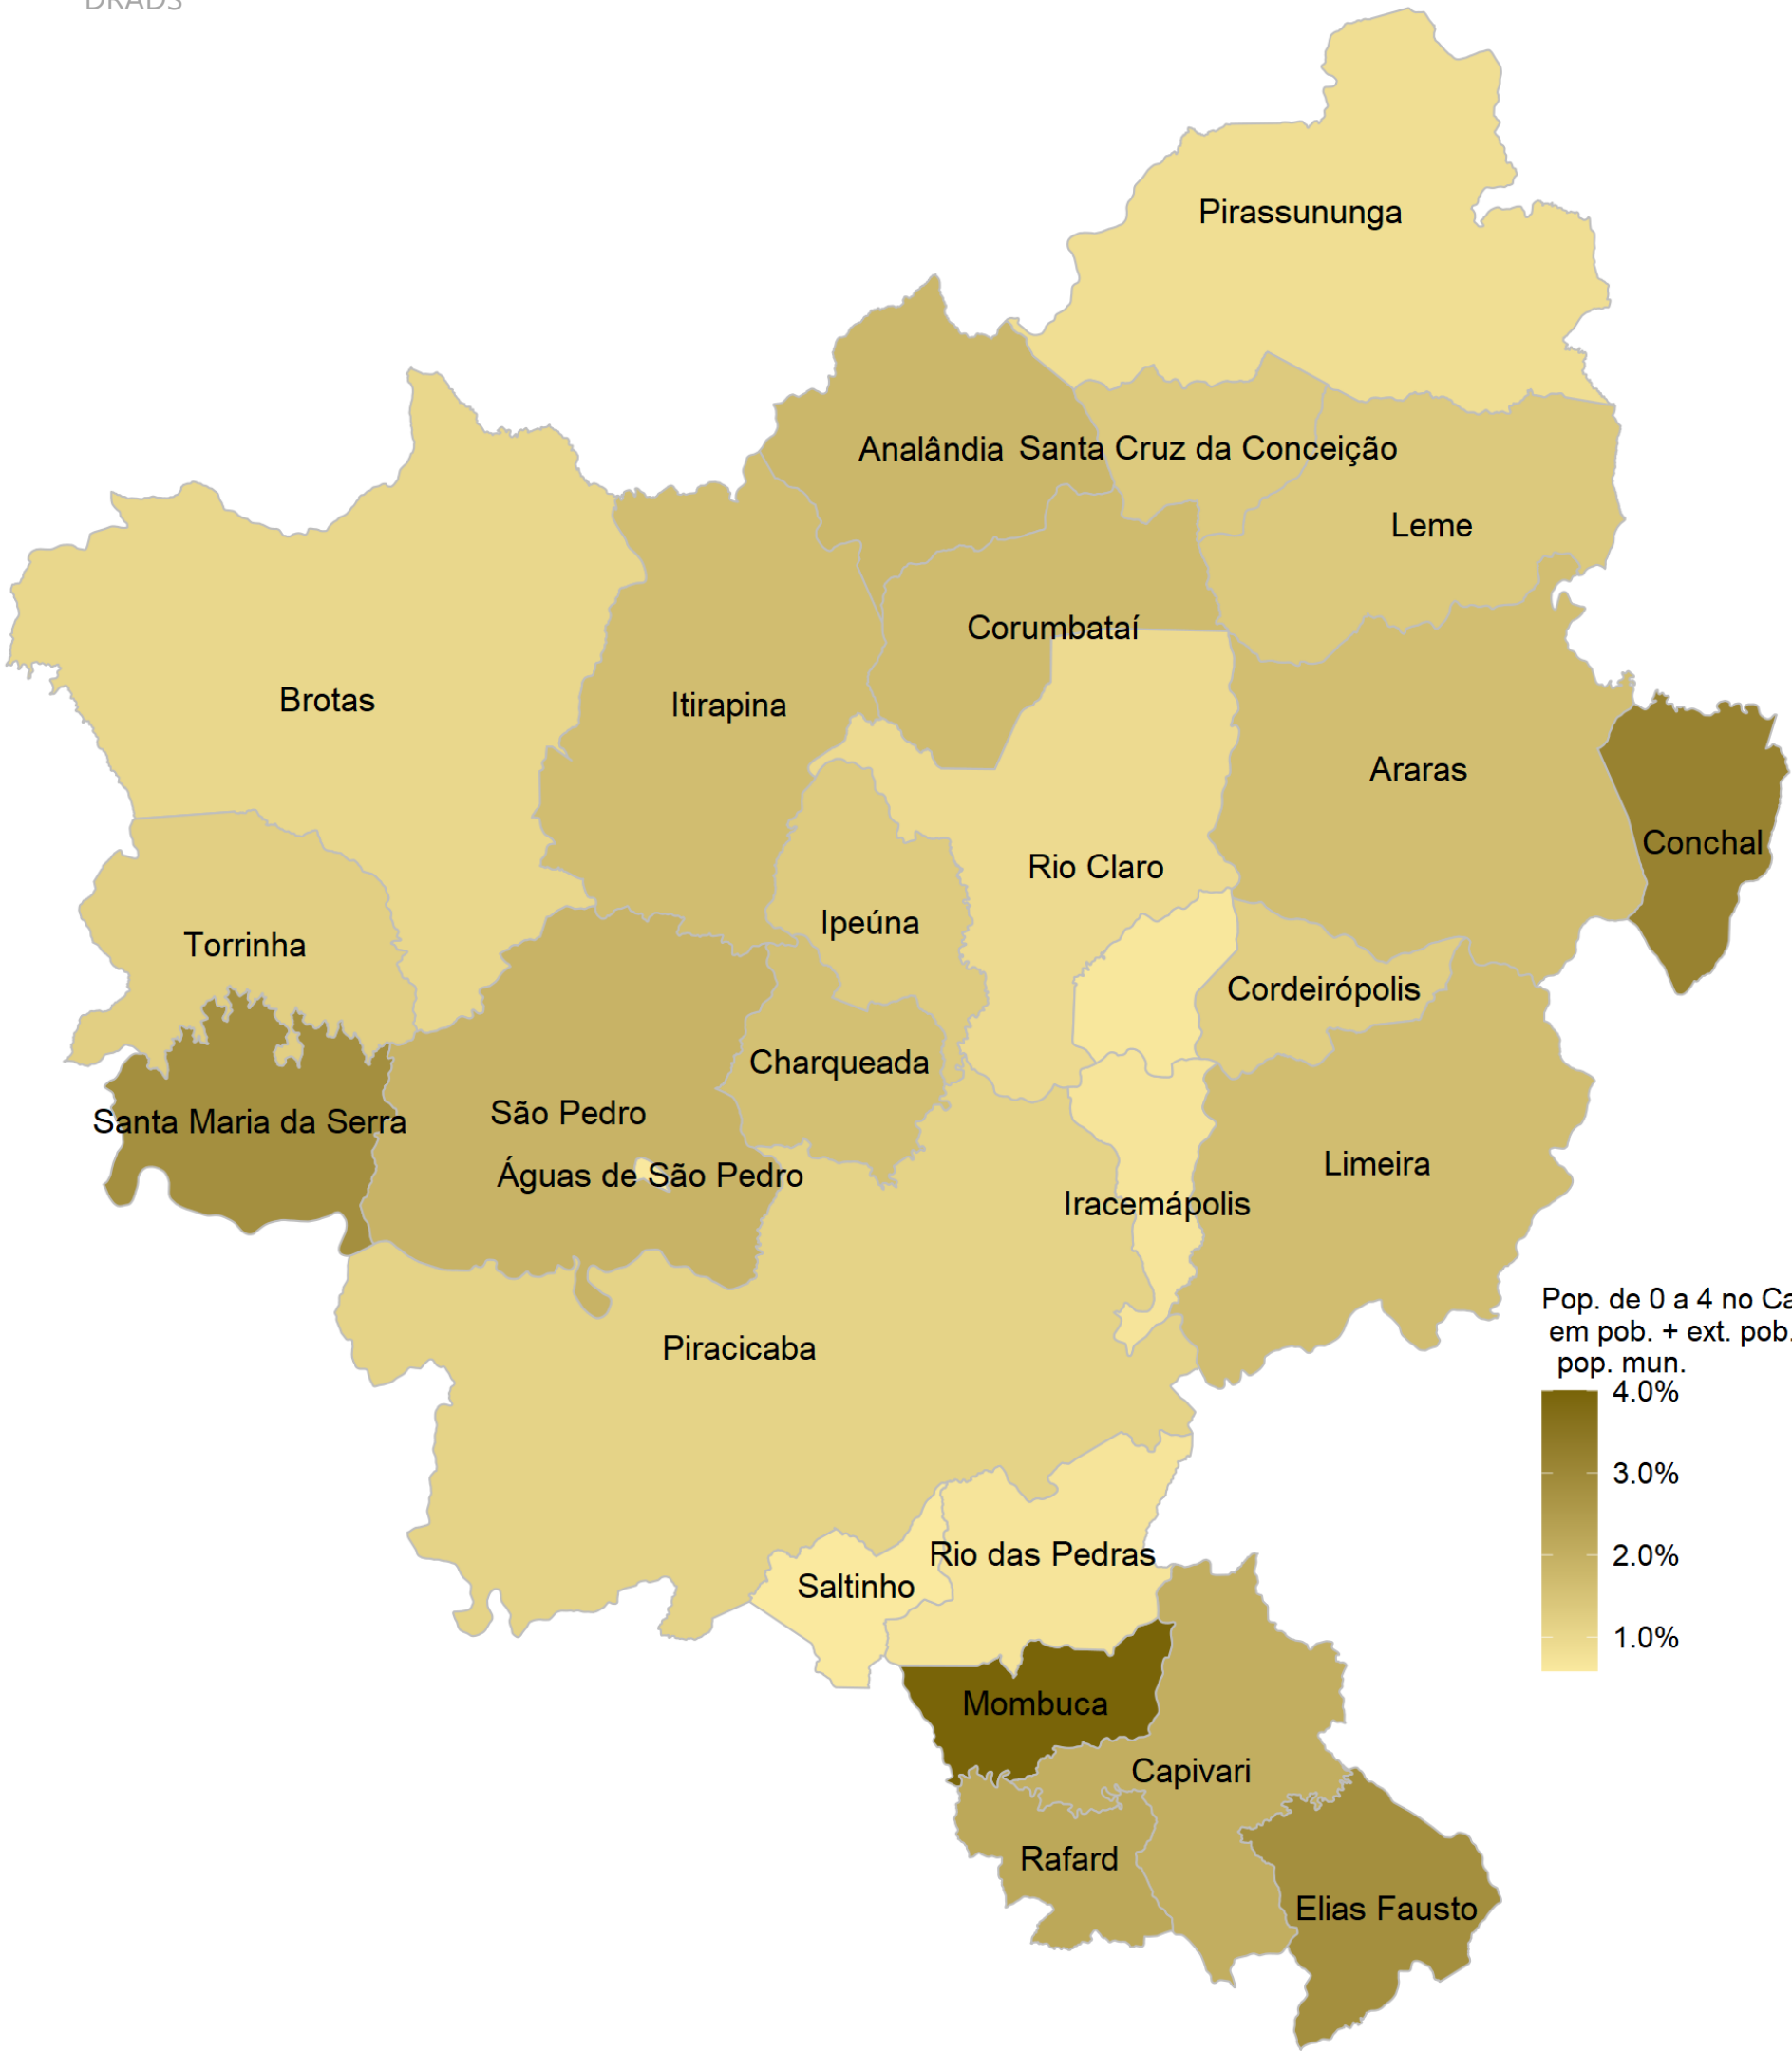 DRADS
Pirassununga
Analândia
Santa Cruz da Conceição
Leme
Corumbataí
Brotas
Itirapina
Araras
Conchal
Rio Claro
Ipeúna
Torrinha
Cordeirópolis
Charqueada
São Pedro
Santa Maria da Serra
Águas de São Pedro
Limeira
Iracemápolis
Piracicaba
Pop. de 0 a 4 no Ca
em pob. + ext. pob.
pop. mun.
4.0%
3.0%
2.0%
1.0%
Rio das Pedras
Saltinho
Mombuca
Capivari
Rafard
Elias Fausto